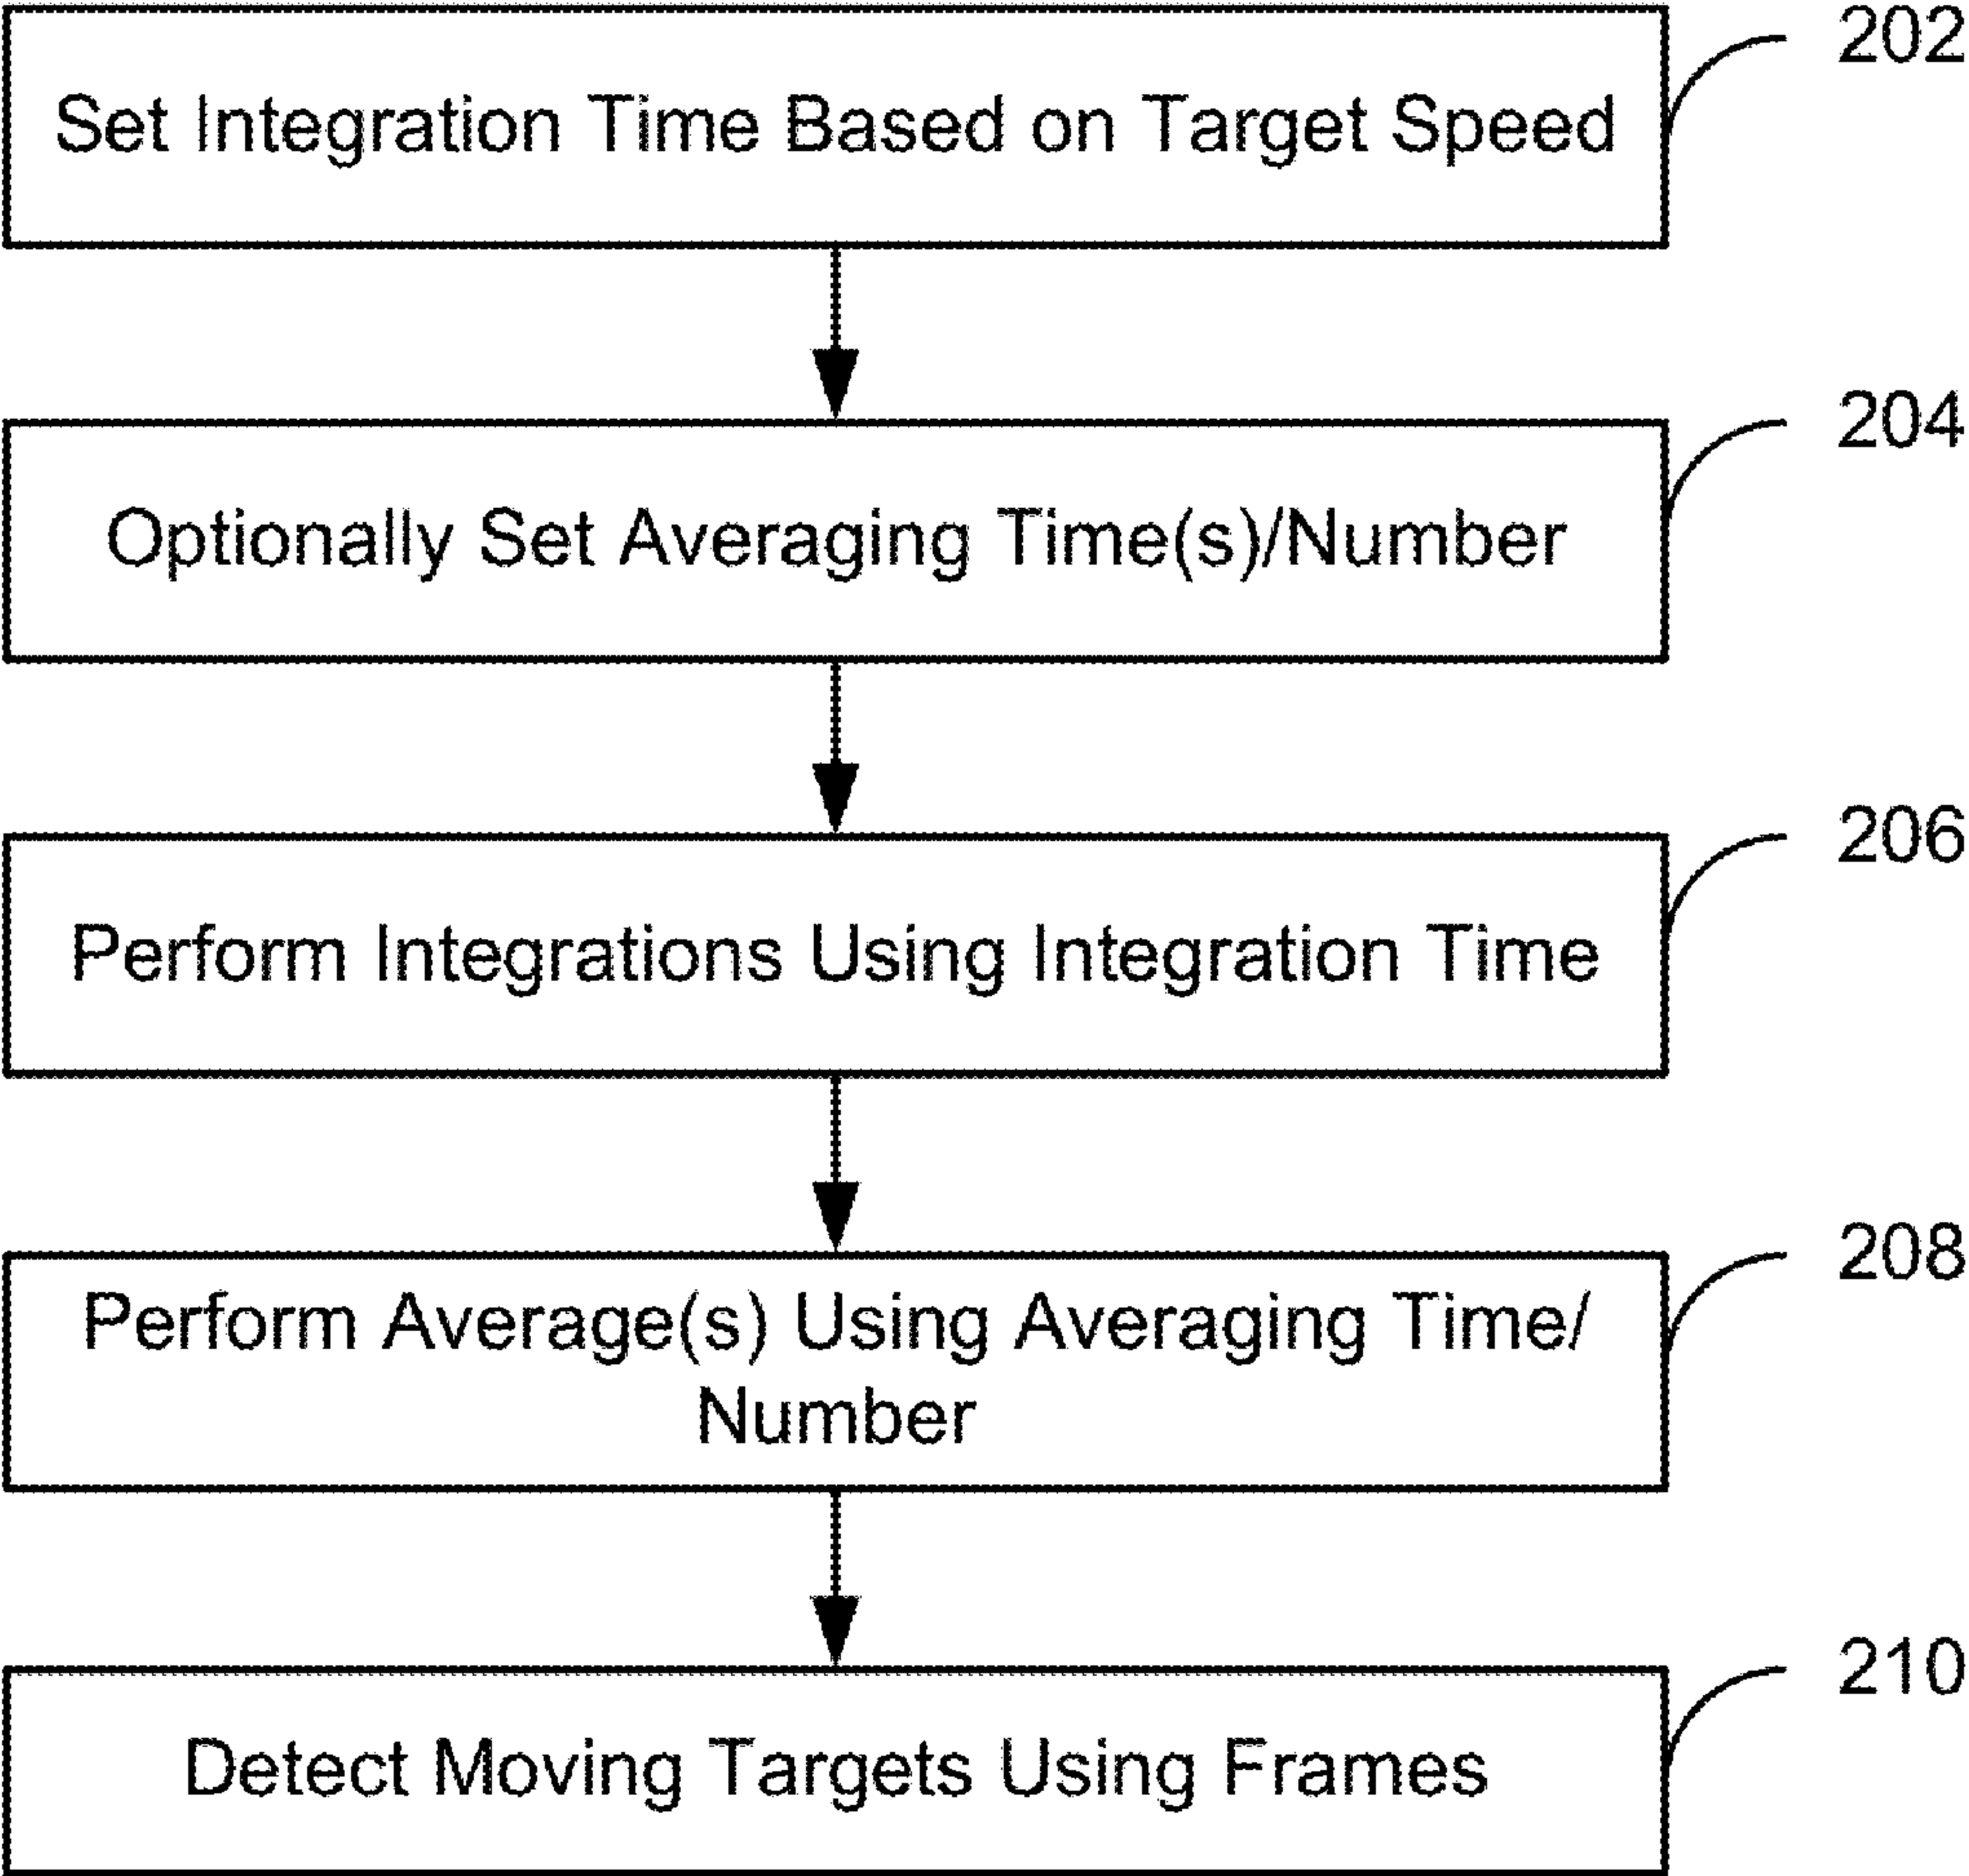 202
Set Integration Time Based on Target Speed
204
Optionally Set Averaging Time(s)/Number
206
Perform Integrations Using Integration Time
208
Perform Average(s) Using Averaging Time/
Number
210
Detect Moving Targets Using Frames